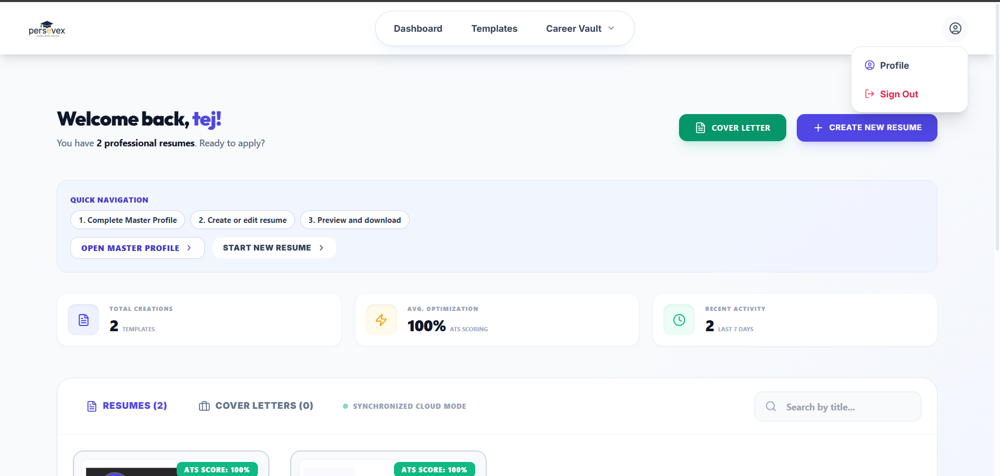 persevex
Dashboard
Templates
Career Vault
Profile
Sign Out
Welcome back, tej!
You have 2 professional resumes. Ready to apply?
COVER LETTER
CREATE NEW RESUME
QUICK NAVIGATION
1. Complete Master Profile
2. Create or edit resume
3. Preview and download
OPEN MASTER PROFILE
START NEW RESUME
TOTAL CREATIONS
2 TEMPLATES
AVG. OPTIMIZATION
100% ATS SCORING
RECENT ACTIVITY
2 LAST 7 DAYS
RESUMES (2)
COVER LETTERS (0)
SYNCHRONIZED CLOUD MODE
Search by title...
ATS SCORE: 100%
ATS SCORE: 100%